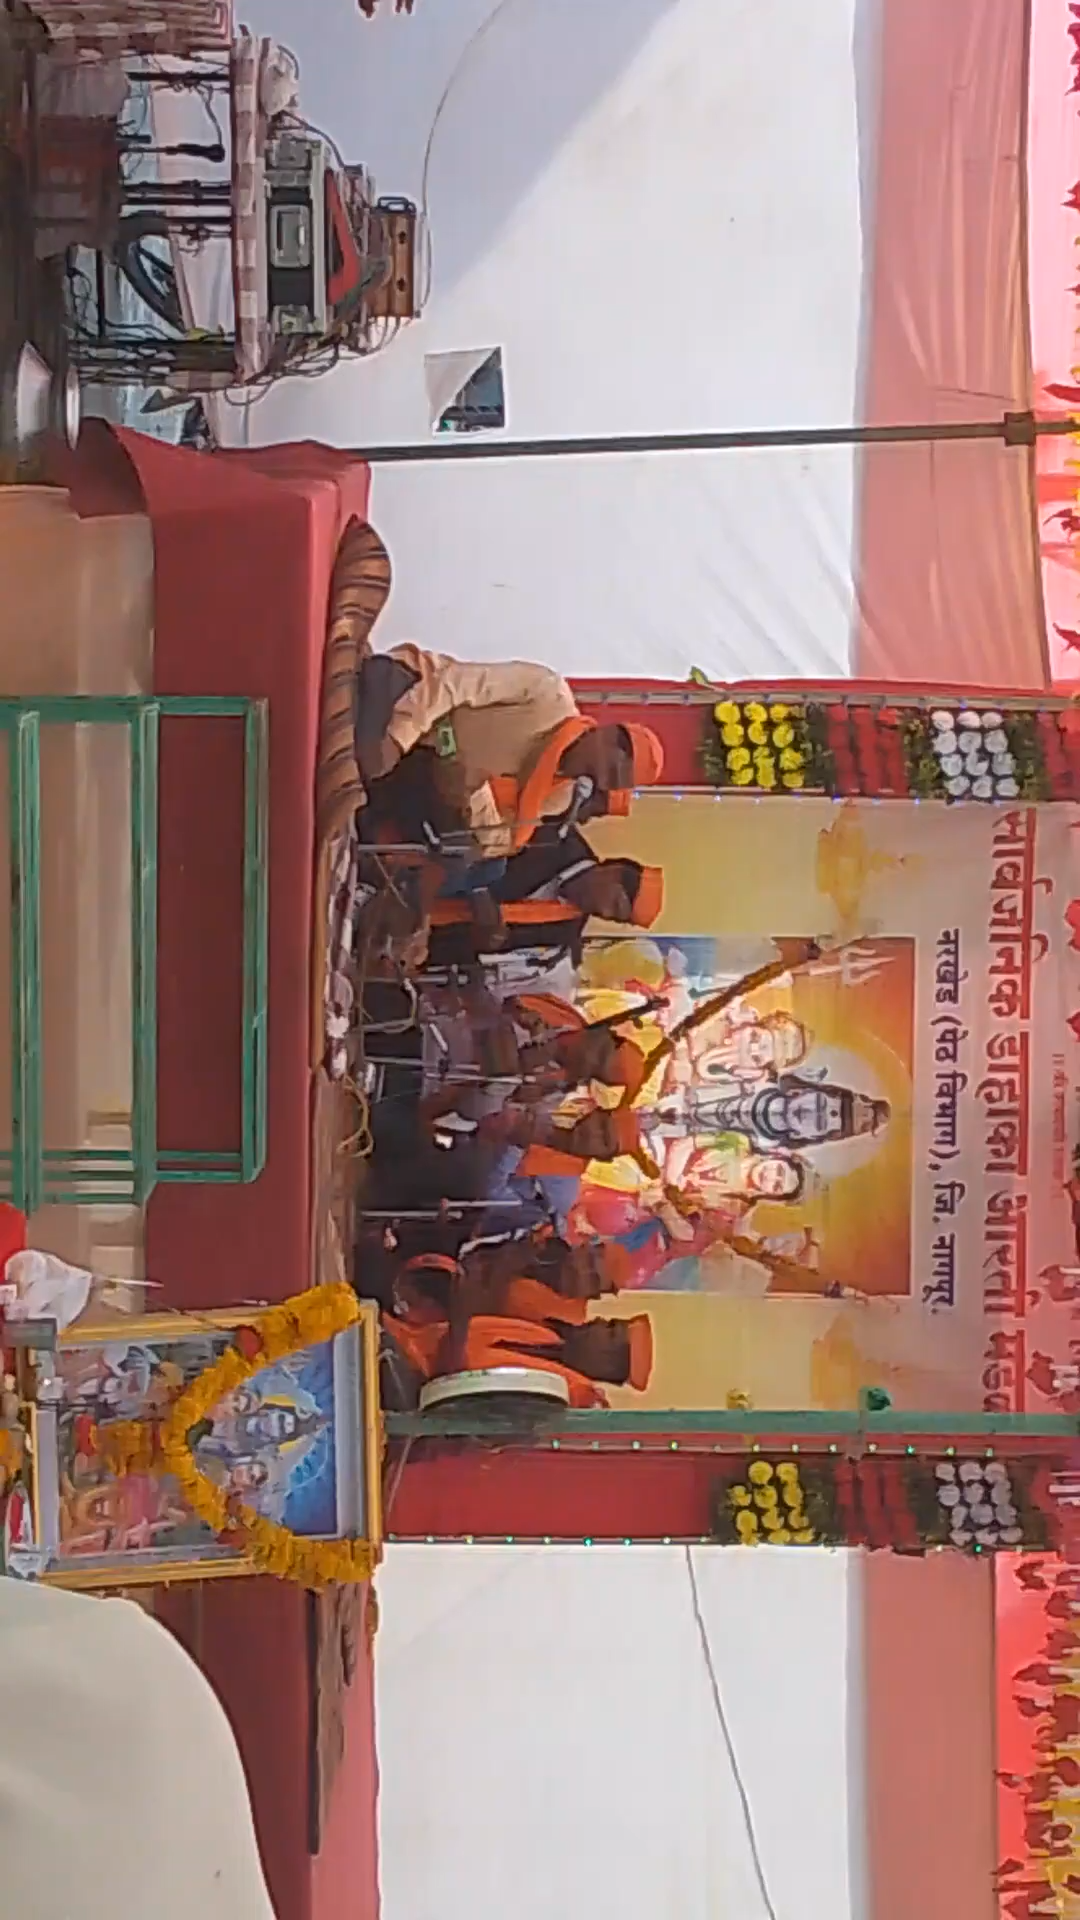 सार्वजनिक डाहाका आरती मंडळ
नरखेड (पेठ विभाग), जि. नागपूर.